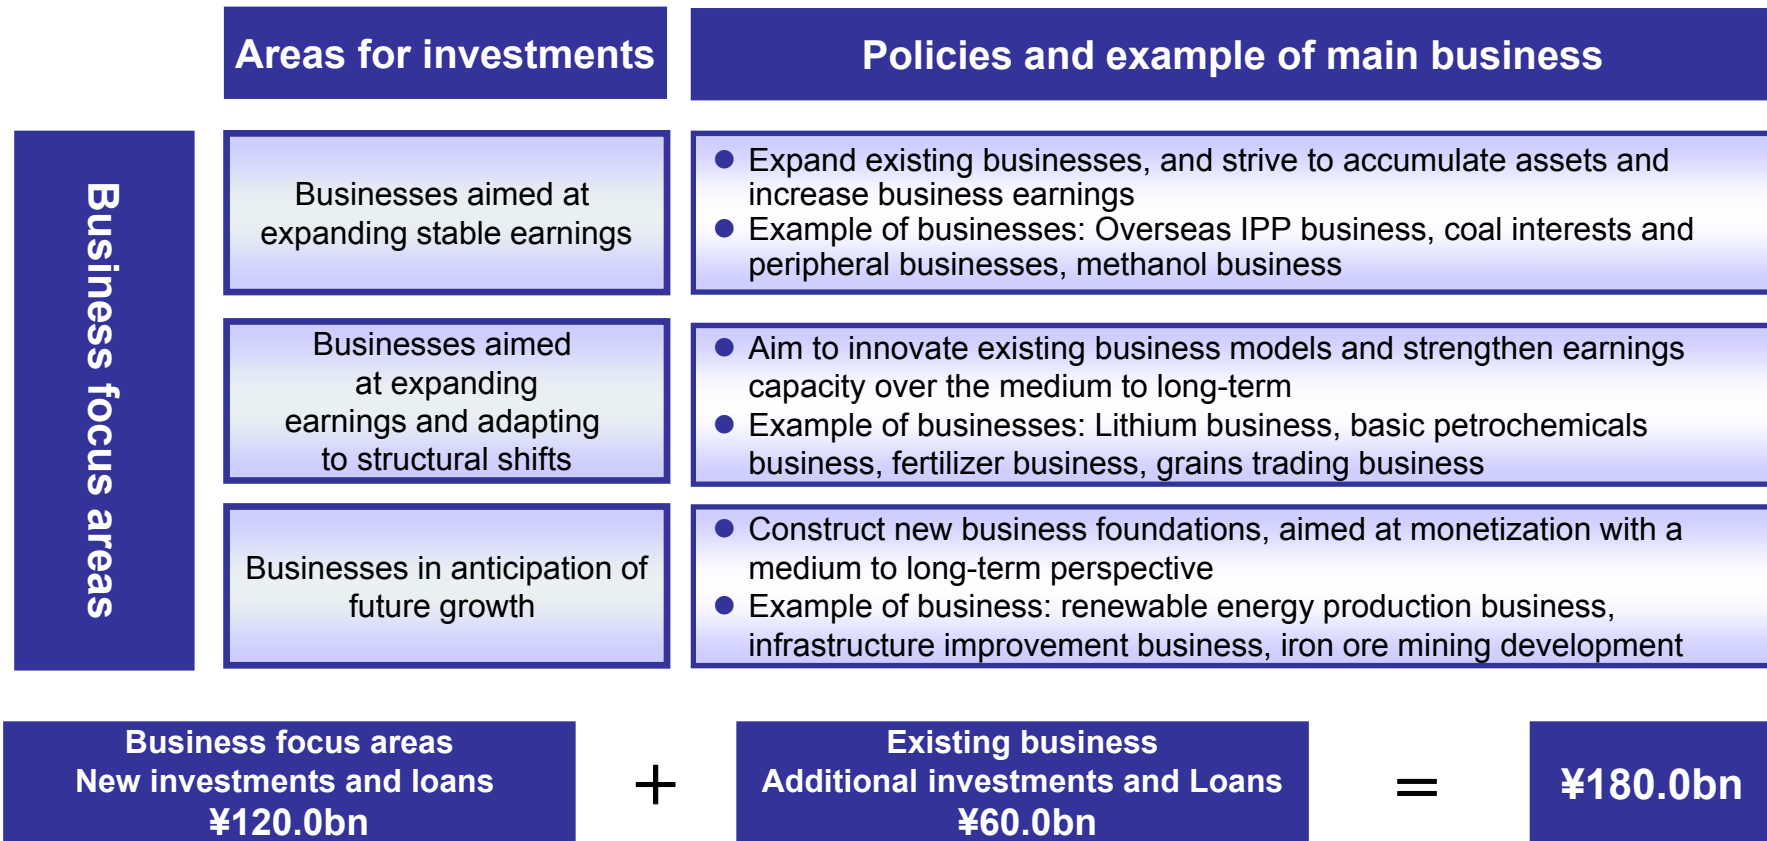 Areas for investments
Policies and example of main business
Business focus areas
Businesses aimed at
expanding stable earnings
● Expand existing businesses, and strive to accumulate assets and
increase business earnings
● Example of businesses: Overseas IPP business, coal interests and
peripheral businesses, methanol business
Businesses aimed
at expanding
earnings and adapting
to structural shifts
● Aim to innovate existing business models and strengthen earnings
capacity over the medium to long-term
● Example of businesses: Lithium business, basic petrochemicals
business, fertilizer business, grains trading business
Businesses in anticipation of
future growth
● Construct new business foundations, aimed at monetization with a
medium to long-term perspective
● Example of business: renewable energy production business,
infrastructure improvement business, iron ore mining development
Business focus areas
New investments and loans
¥120.0bn
+
Existing business
Additional investments and Loans
¥60.0bn
=
¥180.0bn